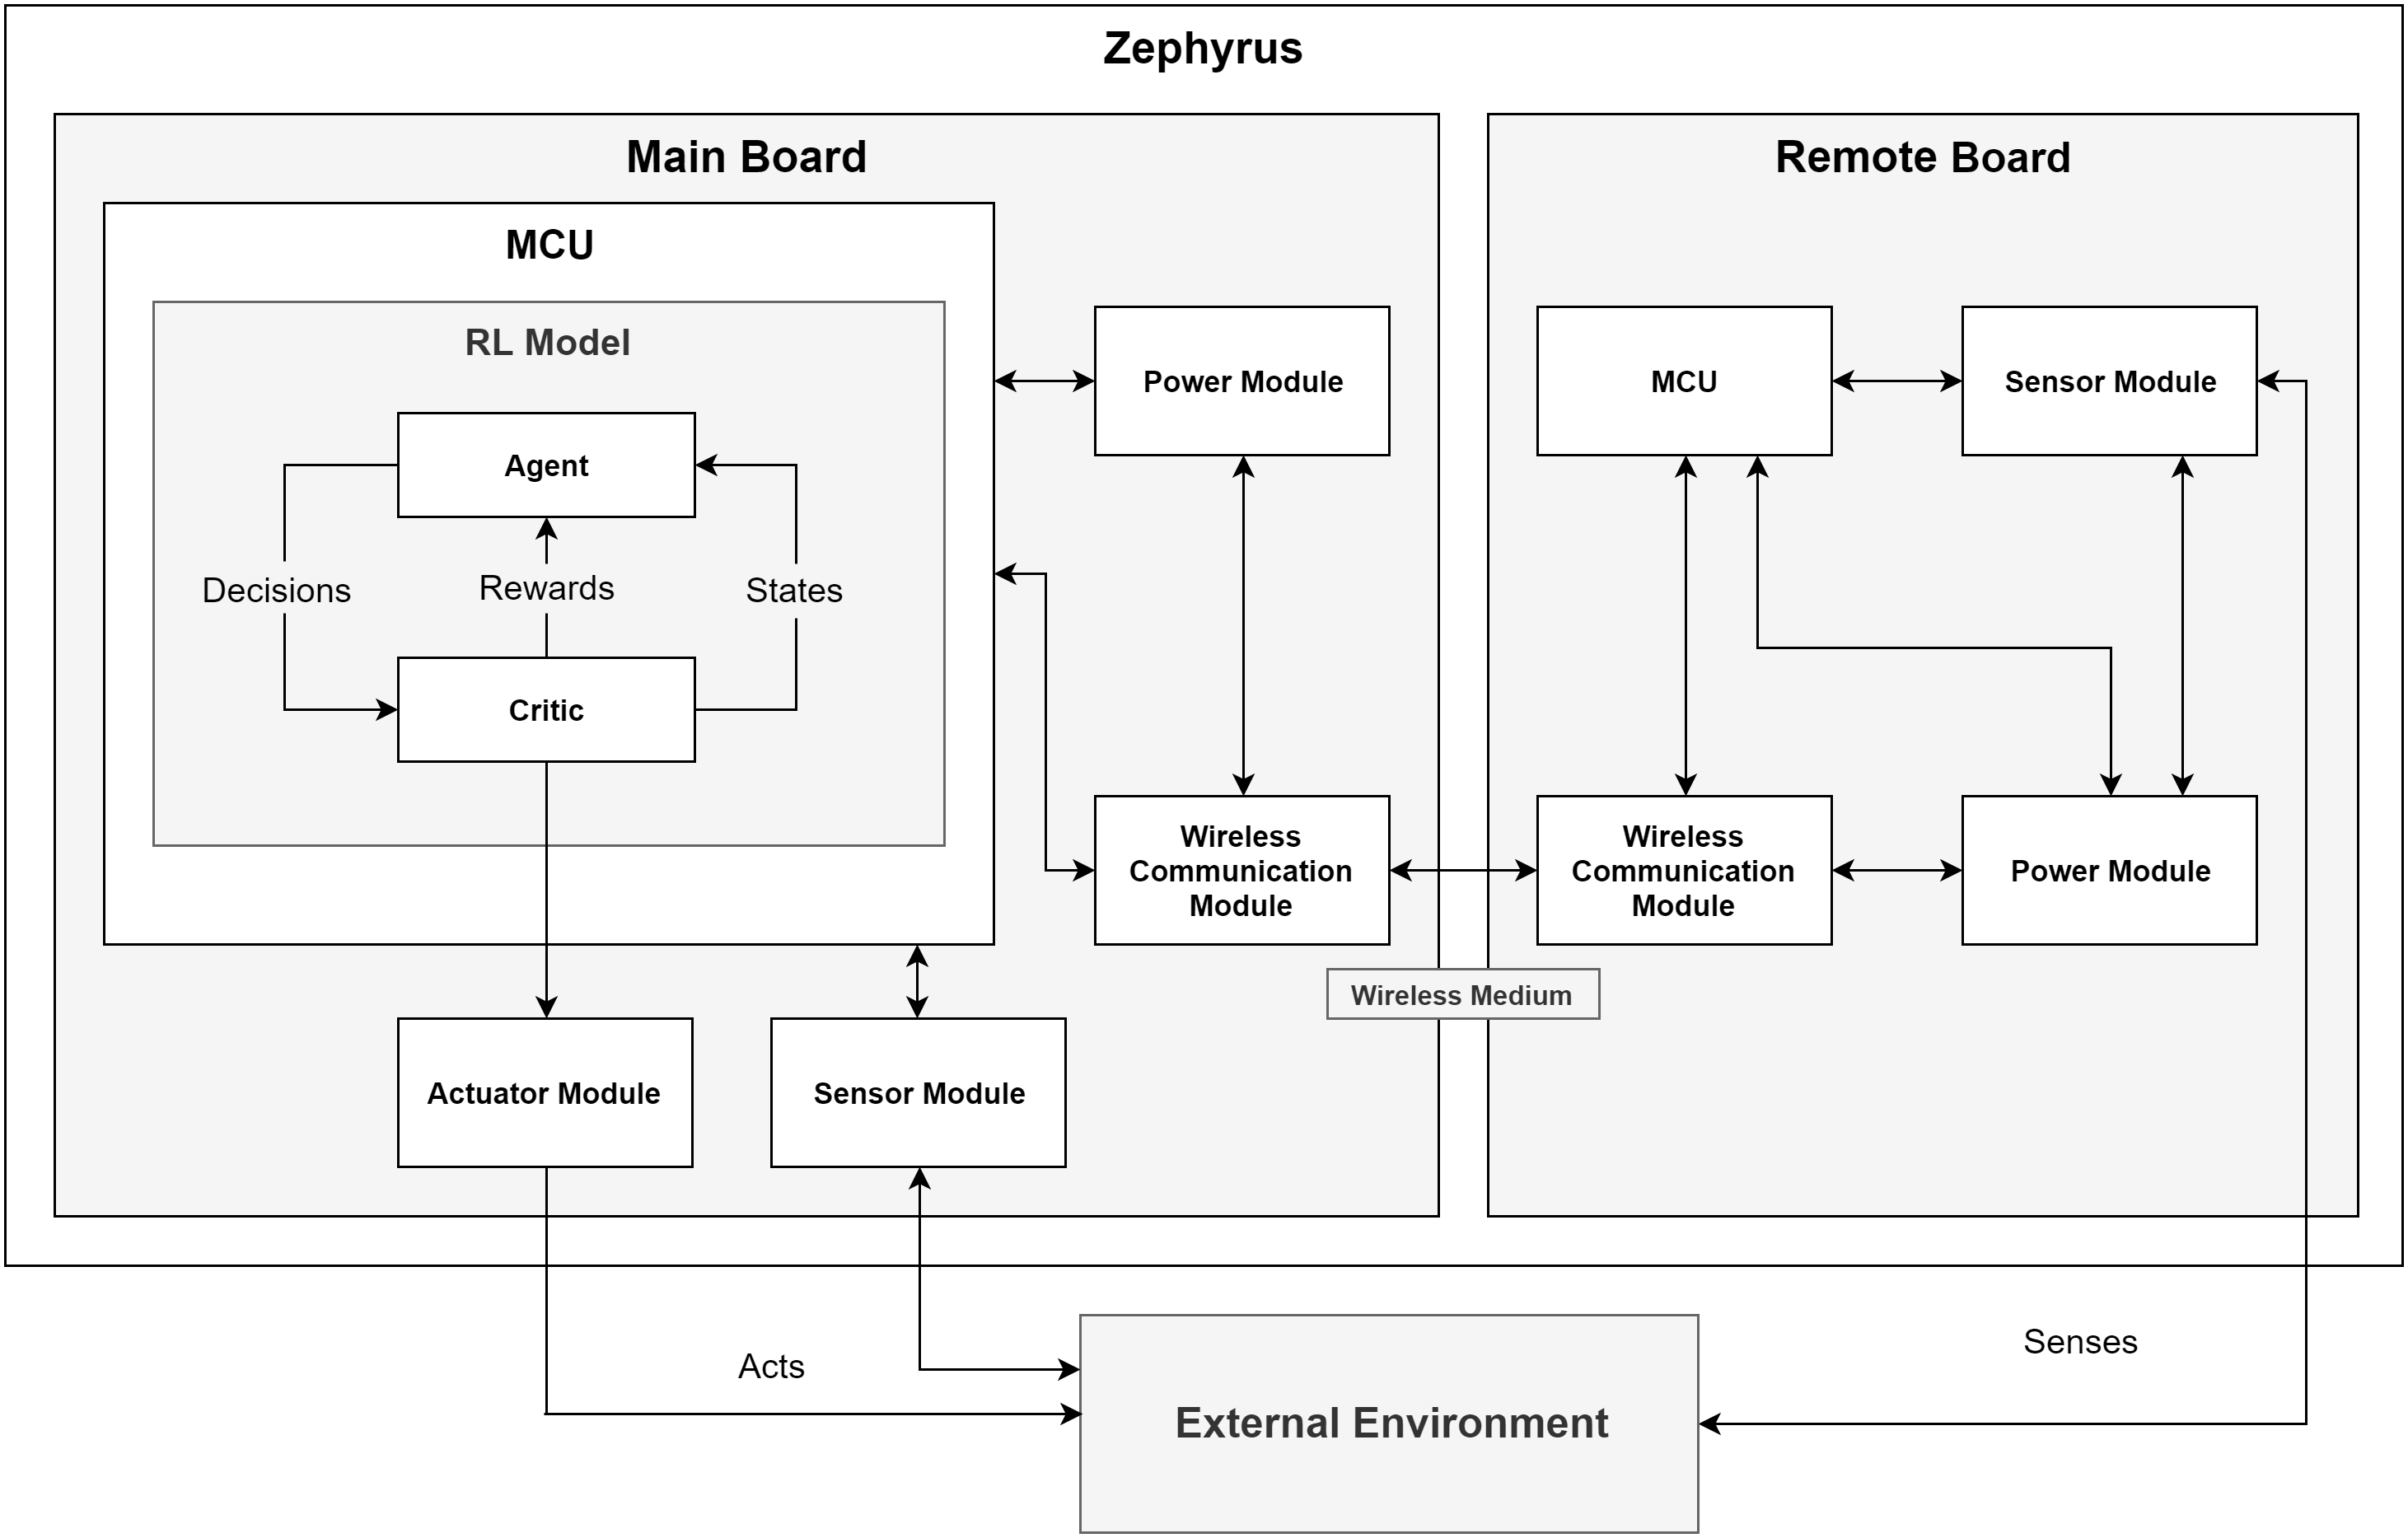 Zephyrus
Main Board
MCU
RL Model
Agent
Decisions
Rewards
States
Critic
Power Module
Wireless
Communication
Module
Actuator Module
Sensor Module
Remote Board
MCU
Sensor Module
Wireless
Communication
Module
Power Module
Wireless Medium
Acts
Senses
External Environment